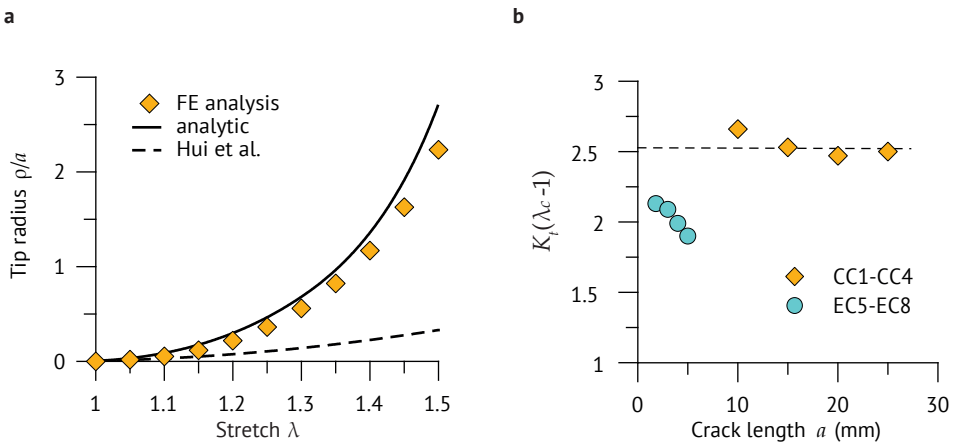 a
3
2
1
0
Tip radius ρ/a
FE analysis
analytic
Hui et al.
1 1.1 1.2 1.3 1.4 1.5
Stretch λ
b
3
2.5
2
1.5
1
K_t(λc -1)
CC1-CC4
EC5-EC8
0 10 20 30
Crack length a (mm)